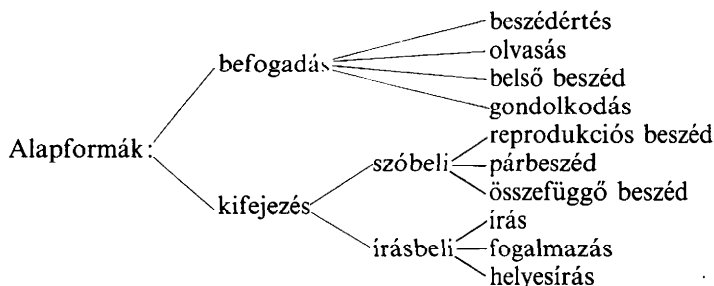 beszédértés
olvasás
befogadás
belső beszéd
gondolkodás
Alapformák:
reprodukciós beszéd
szóbeli
párbeszéd
összefüggő beszéd
kifejezés
írás
írásbeli
fogalmazás
helyesírás